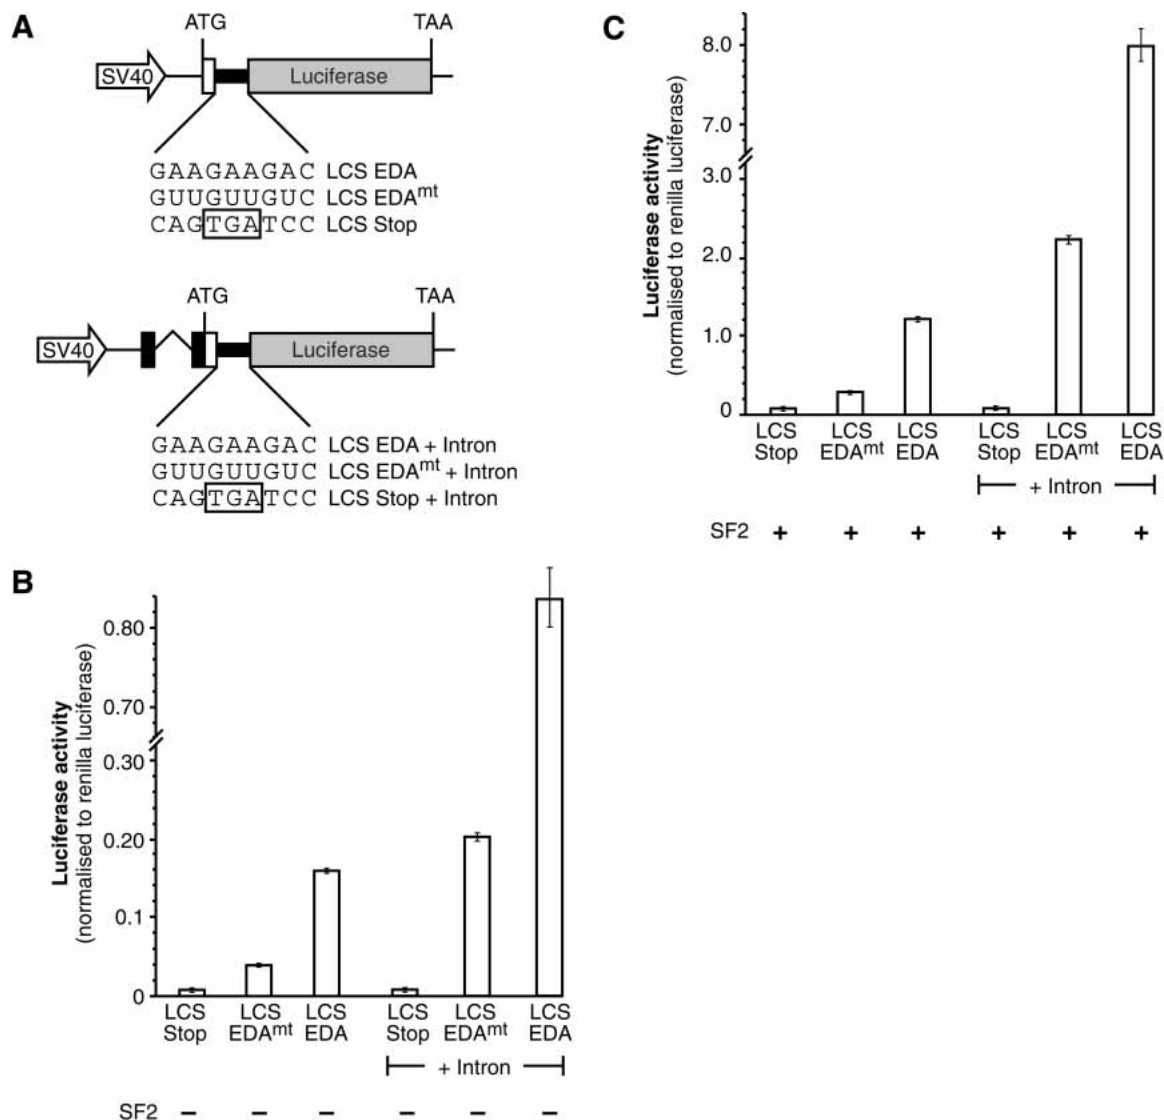 A
ATG TAA
SV40 Luciferase
GAAGAAGAC LCS EDA
GUUGUUGUC LCS EDAmt
CAGTGATCC LCS Stop
ATG TAA
SV40 Luciferase
GAAGAAGAC LCS EDA + Intron
GUUGUUGUC LCS EDAmt + Intron
CAGTGATCC LCS Stop + Intron
B
Luciferase activity
(normalised to renilla luciferase)
0.80
0.70
0.30
0.20
0.1
0
LCS LCS LCS LCS LCS LCS
Stop EDAmt EDA Stop EDAmt EDA
+ Intron
SF2 – – – – – –
C
Luciferase activity
(normalised to renilla luciferase)
8.0
7.0
3.0
2.0
1.0
0
LCS LCS LCS LCS LCS LCS
Stop EDAmt EDA Stop EDAmt EDA
+ Intron
SF2 + + + + + +